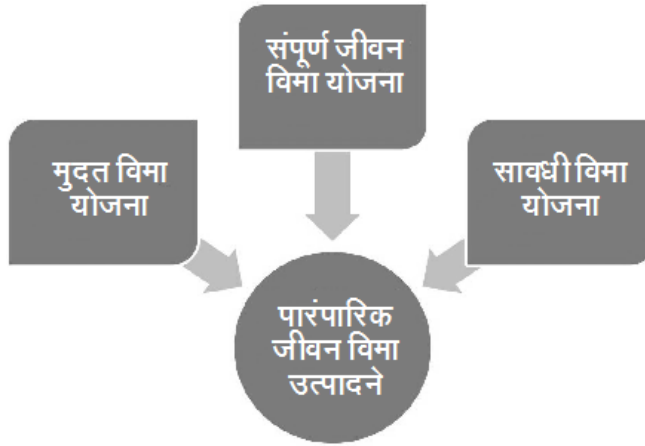 संपूर्ण जीवन
विमा योजना
मुदत विमा
योजना
सावधी विमा
योजना
पारंपारिक
जीवन विमा
उत्पादने